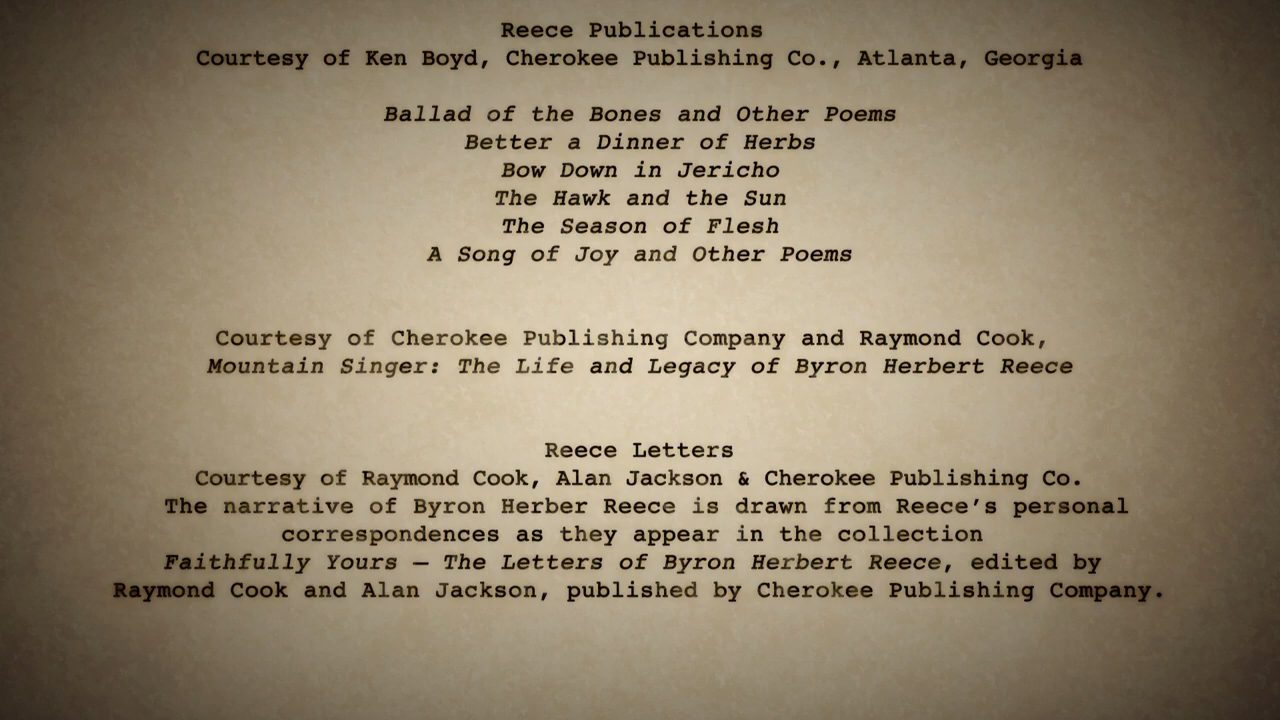 Reece Publications
Courtesy of Ken Boyd, Cherokee Publishing Co., Atlanta, Georgia
Ballad of the Bones and Other Poems
Better a Dinner of Herbs
Bow Down in Jericho
The Hawk and the Sun
The Season of Flesh
A Song of Joy and Other Poems
Courtesy of Cherokee Publishing Company and Raymond Cook,
Mountain Singer: The Life and Legacy of Byron Herbert Reece
Reece Letters
Courtesy of Raymond Cook, Alan Jackson & Cherokee Publishing Co.
The narrative of Byron Herber Reece is drawn from Reece's personal
correspondences as they appear in the collection
Faithfully Yours — The Letters of Byron Herbert Reece, edited by
Raymond Cook and Alan Jackson, published by Cherokee Publishing Company.